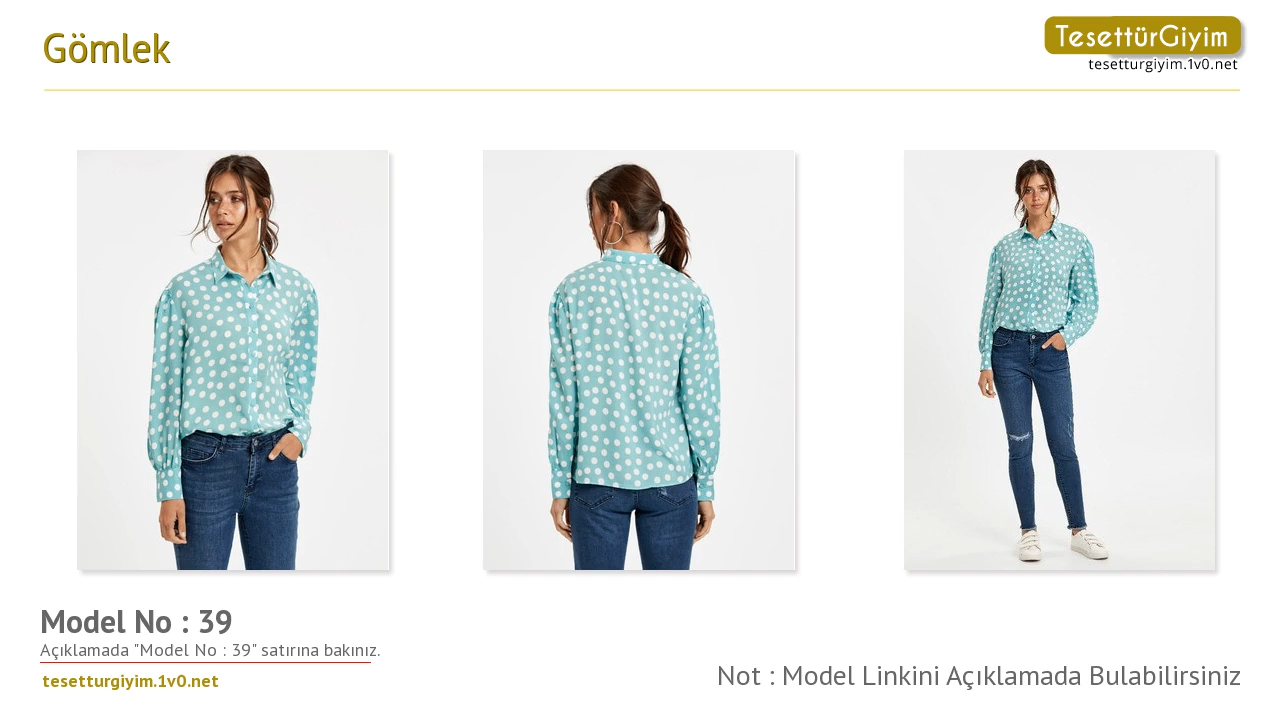 Gömlek
TesettürGiyim
tesetturgiyim.1v0.net
Model No : 39
Açıklamada "Model No : 39" satırına bakınız.
tesetturgiyim.1v0.net
Not : Model Linkini Açıklamada Bulabilirsiniz